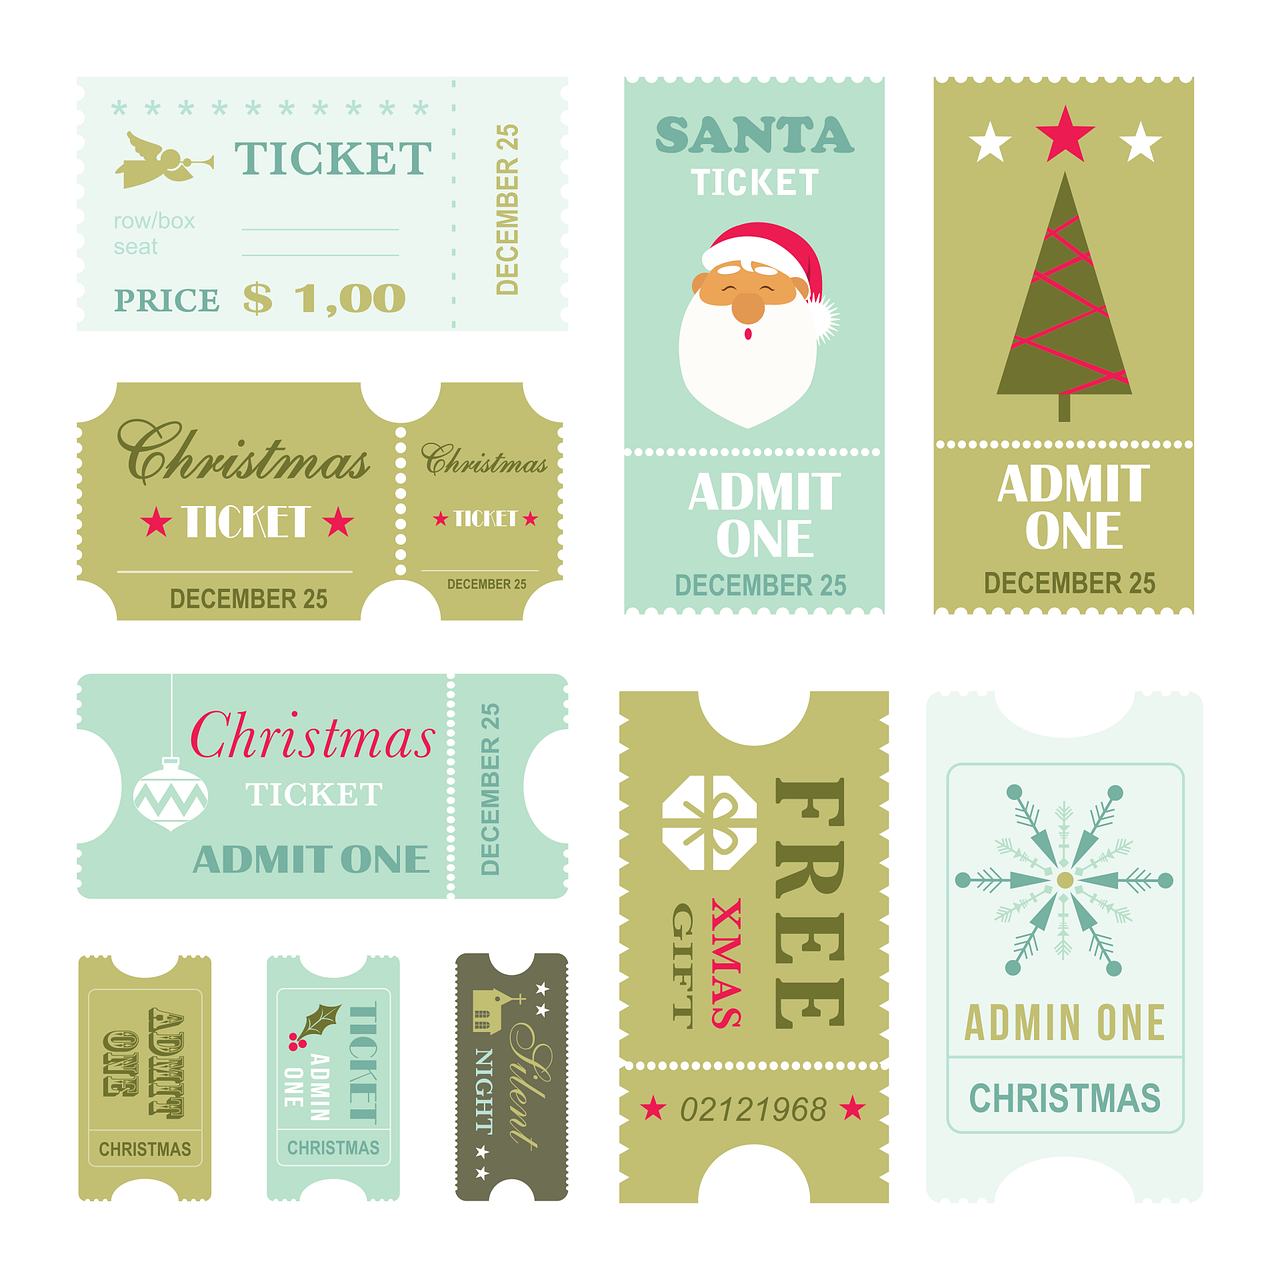 * * * * * * * * * *
TICKET
row/box
seat
PRICE $ 1,00
DECEMBER 25
SANTA
TICKET
ADMIT
ONE
DECEMBER 25
ADMIT
ONE
DECEMBER 25
Christmas
TICKET
DECEMBER 25
Christmas
TICKET
DECEMBER 25
Christmas
TICKET
ADMIT ONE
DECEMBER 25
FREE
XMAS
GIFT
02121968
ADMIN ONE
CHRISTMAS
ADMIT
ONE
CHRISTMAS
TICKET
ADMIN
ONE
CHRISTMAS
Silent
NIGHT